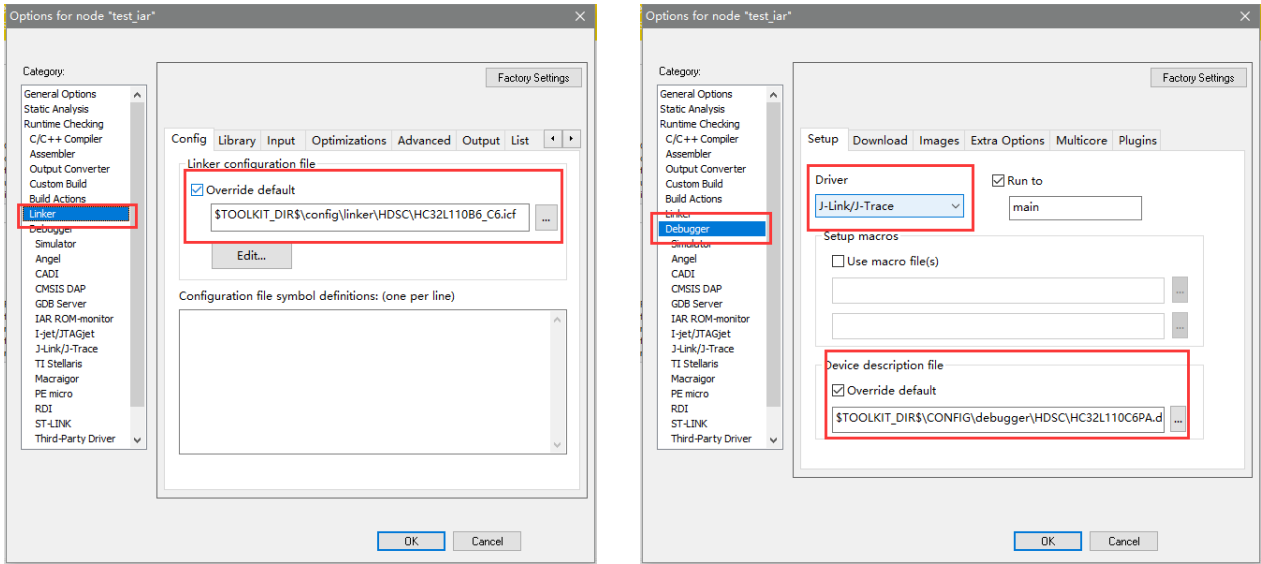 Options for node "test_iar"
Category:
Factory Settings
General Options
Static Analysis
Runtime Checking
C/C++ Compiler
Assembler
Output Converter
Custom Build
Build Actions
Linker
Debugger
Simulator
Angel
CADI
CMSIS DAP
GDB Server
IAR ROM-monitor
I-jet/JTAGjet
J-Link/J-Trace
TI Stellaris
Macraigor
PE micro
RDI
ST-LINK
Third-Party Driver
Config Library Input Optimizations Advanced Output List
Linker configuration file
Override default
$TOOLKIT_DIR$\config\linker\HDSC\HC32L110B6_C6.icf
...
Edit...
Configuration file symbol definitions: (one per line)
OK Cancel
Options for node "test_iar"
Category:
Factory Settings
General Options
Static Analysis
Runtime Checking
C/C++ Compiler
Assembler
Output Converter
Custom Build
Build Actions
Linker
Debugger
Simulator
Angel
CADI
CMSIS DAP
GDB Server
IAR ROM-monitor
I-jet/JTAGjet
J-Link/J-Trace
TI Stellaris
Macraigor
PE micro
RDI
ST-LINK
Third-Party Driver
Setup Download Images Extra Options Multicore Plugins
Driver
J-Link/J-Trace
Run to
main
Setup macros
Use macro file(s)
...
...
Device description file
Override default
$TOOLKIT_DIR$\CONFIG\debugger\HDSC\HC32L110C6PA.d
...
OK Cancel